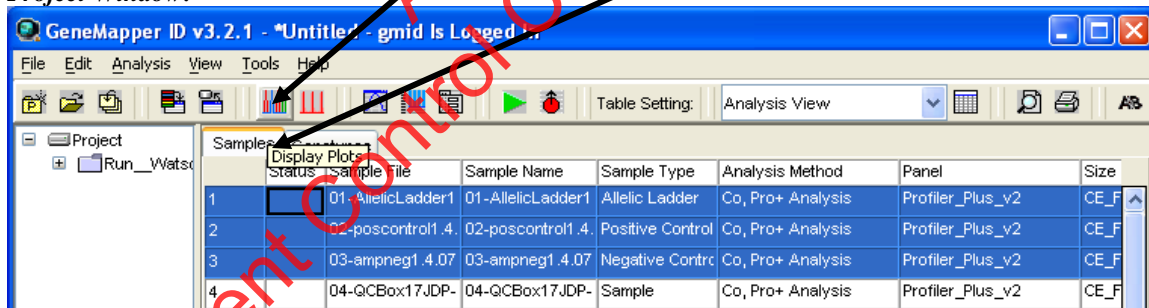 Project Window.
GeneMapper ID v3.2.1 - *Untitled - gmid Is Logged In
File Edit Analysis View Tools Help
Table Setting: Analysis View
Project
Run__Wats
Samples
Display Plots
Status Sample File Sample Name Sample Type Analysis Method Panel Size
1 01-AllelicLadder1 01-AllelicLadder1 Allelic Ladder Co, Pro+ Analysis Profiler_Plus_v2 CE_F
2 02-poscontrol1.4. 02-poscontrol1.4. Positive Control Co, Pro+ Analysis Profiler_Plus_v2 CE_F
3 03-ampneg1.4.07 03-ampneg1.4.07 Negative Contrc Co, Pro+ Analysis Profiler_Plus_v2 CE_F
4 04-QCBox17JDP- 04-QCBox17JDP- Sample Co, Pro+ Analysis Profiler_Plus_v2 CE_F
ent Control